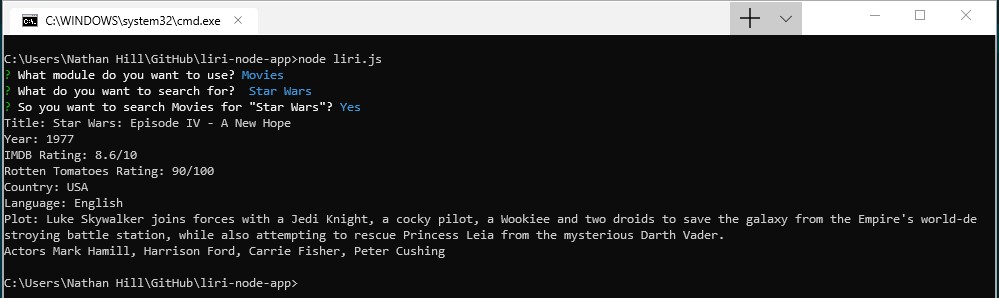 C:\WINDOWS\system32\cmd.exe
C:\Users\Nathan Hill\GitHub\liri-node-app>node liri.js
? What module do you want to use? Movies
? What do you want to search for?  Star Wars
? So you want to search Movies for "Star Wars"? Yes
Title: Star Wars: Episode IV - A New Hope
Year: 1977
IMDB Rating: 8.6/10
Rotten Tomatoes Rating: 90/100
Country: USA
Language: English
Plot: Luke Skywalker joins forces with a Jedi Knight, a cocky pilot, a Wookiee and two droids to save the galaxy from the Empire's world-de
stroying battle station, while also attempting to rescue Princess Leia from the mysterious Darth Vader.
Actors Mark Hamill, Harrison Ford, Carrie Fisher, Peter Cushing
C:\Users\Nathan Hill\GitHub\liri-node-app>